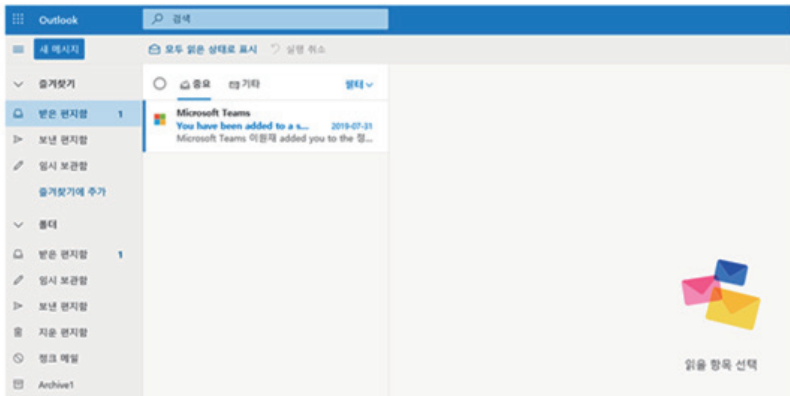 Outlook
검색
새 메시지
모두 읽은 상태로 표시
실행 취소
즐겨찾기
받은 편지함 1
보낸 편지함
임시 보관함
즐겨찾기에 추가
폴더
받은 편지함 1
임시 보관함
보낸 편지함
지운 편지함
정크 메일
Archive1
중요 기타 필터
Microsoft Teams
You have been added to a s... 2019-07-31
Microsoft Teams 이원재 added you to the 정...
읽을 항목 선택